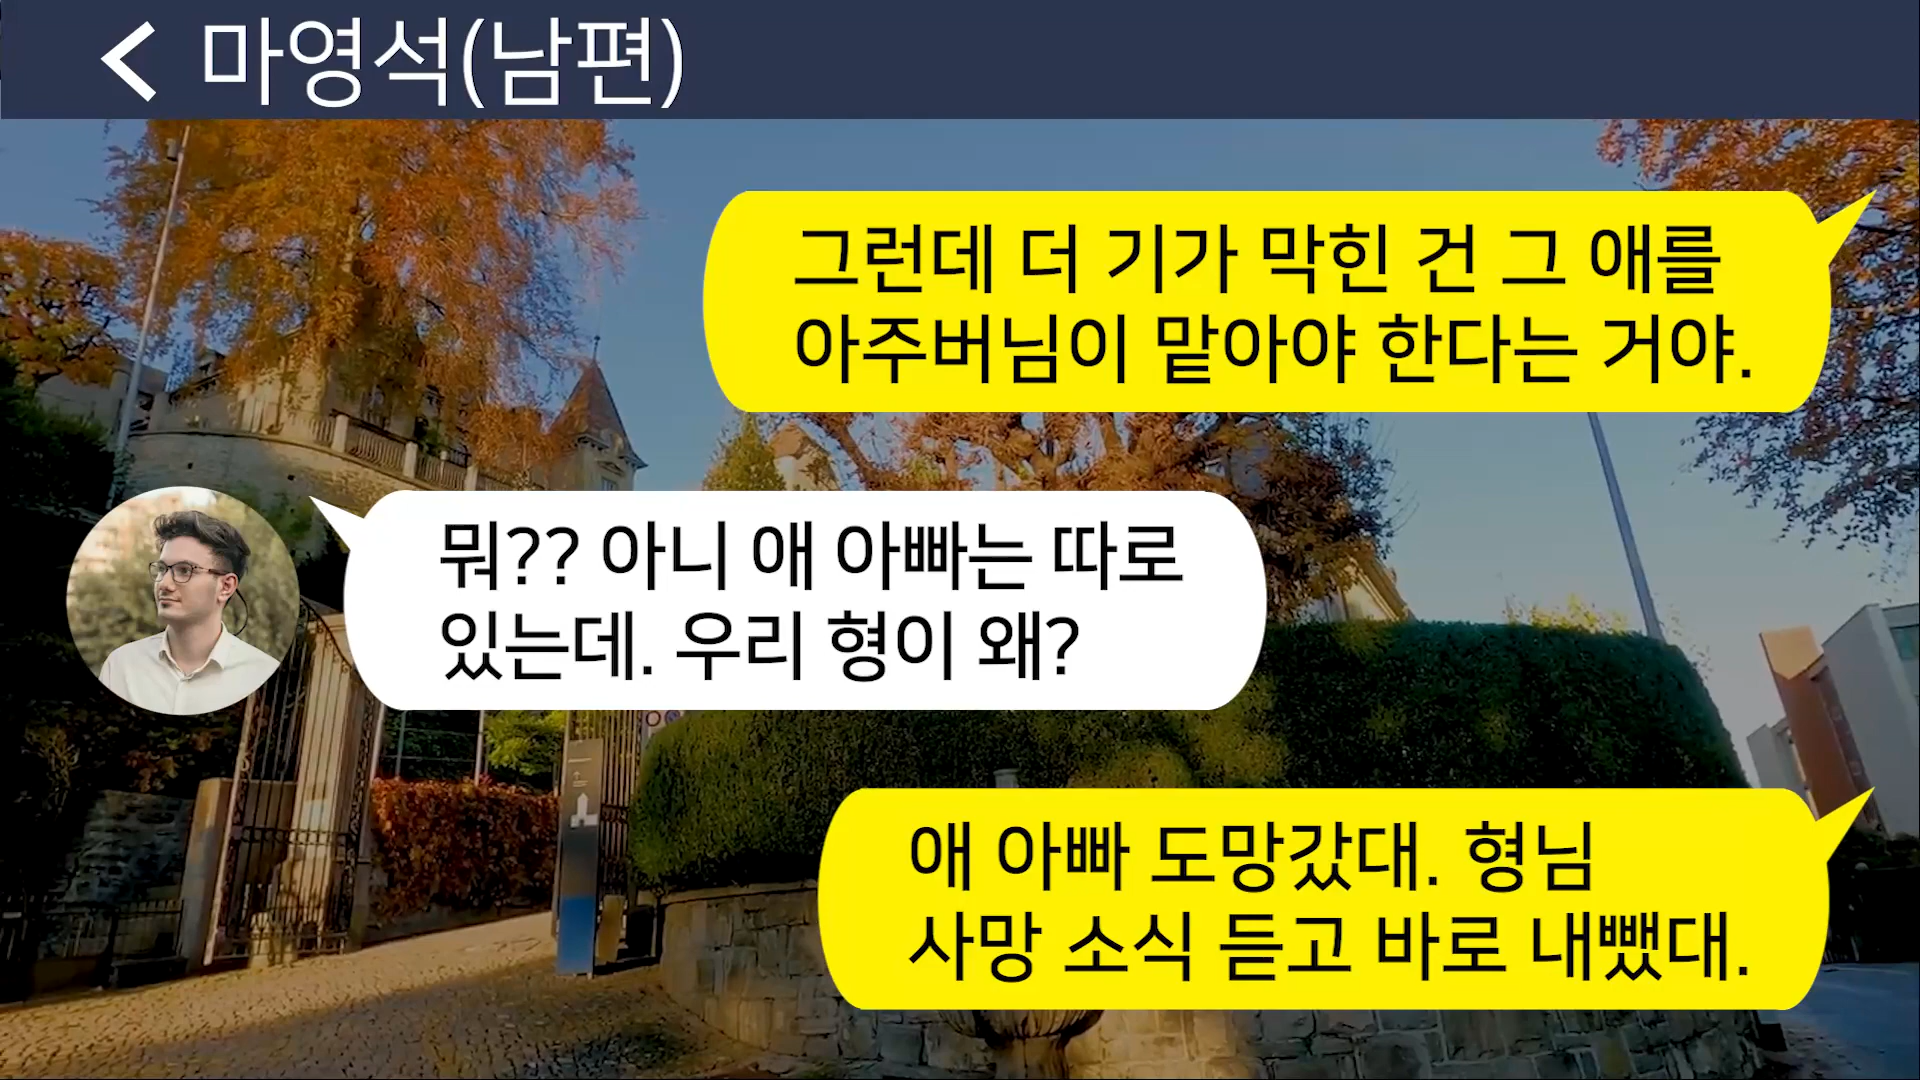 마영석(남편)
그런데 더 기가 막힌 건 그 애를
아주버님이 맡아야 한다는 거야.
뭐?? 아니 애 아빠는 따로
있는데. 우리 형이 왜?
애 아빠 도망갔대. 형님
사망 소식 듣고 바로 내뺐대.